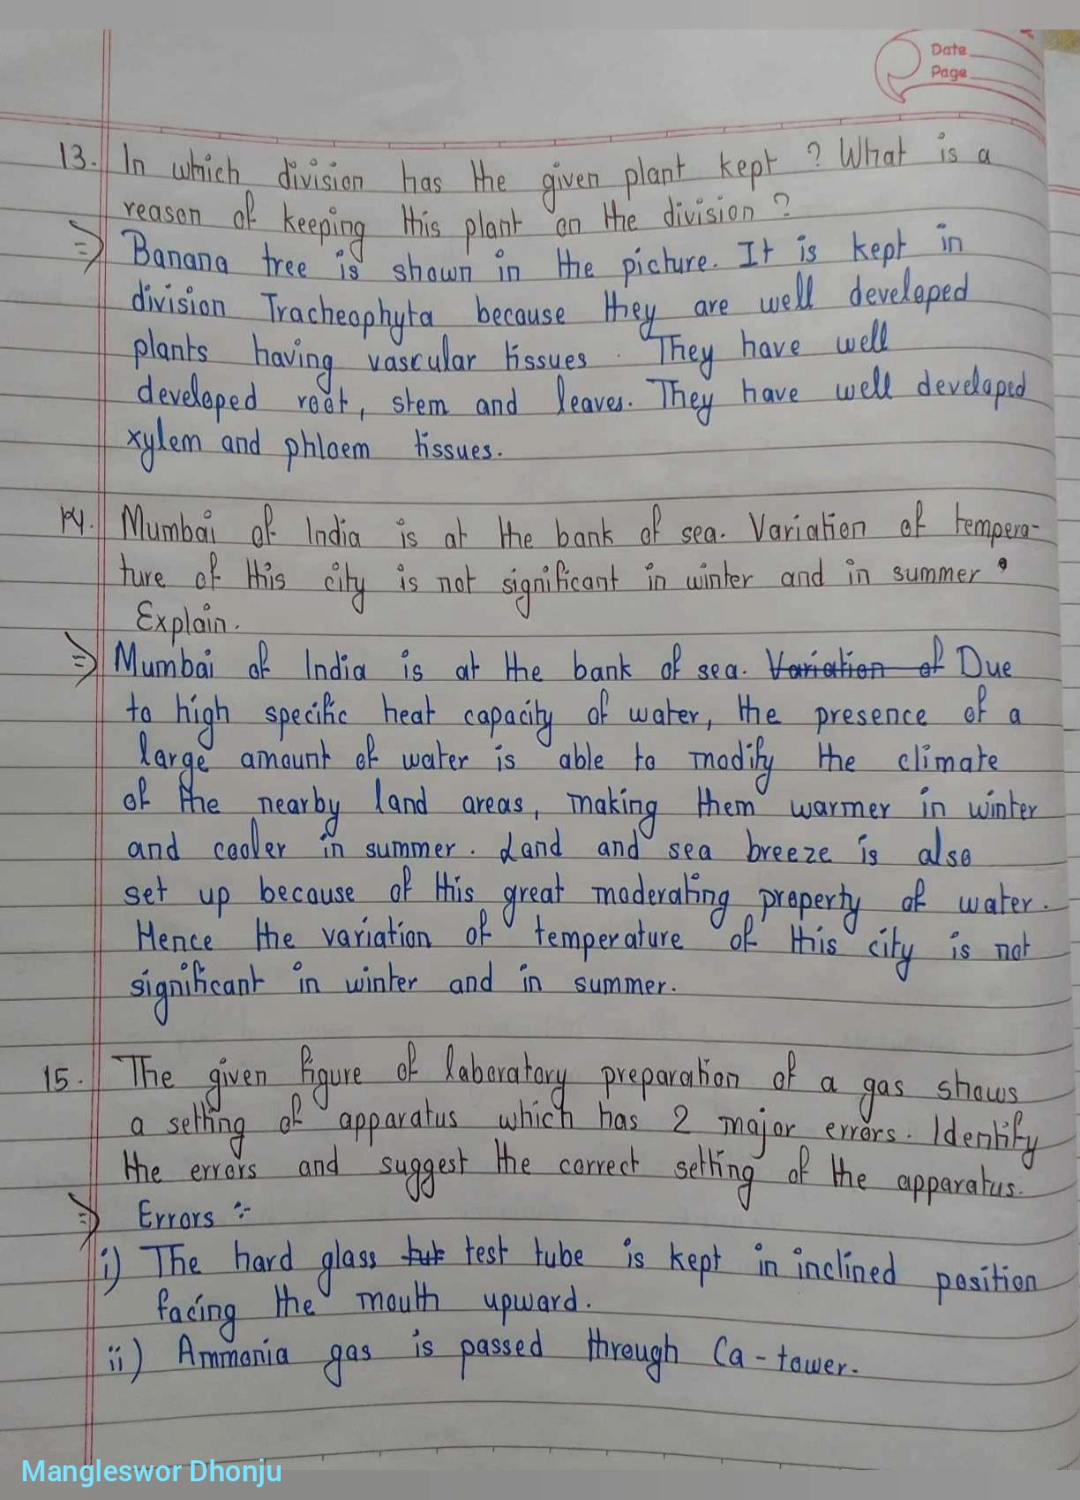 Date
Page
13. In which division has the given plant kept ? What is a
reason of keeping this plant on the division ?
=> Banana tree is shown in the picture. It is kept in
division Tracheophyta because they are well developed
plants having vascular tissues. They have well
developed root, stem and leaves. They have well developed
xylem and phloem tissues.
14. Mumbai of India is at the bank of sea. Variation of tempera-
ture of this city is not significant in winter and in summer.
Explain.
=> Mumbai of India is at the bank of sea. Variation of Due
to high specific heat capacity of water, the presence of a
large amount of water is able to modify the climate
of the nearby land areas, making them warmer in winter
and cooler in summer. Land and sea breeze is also
set up because of this great moderating property of water.
Hence the variation of temperature of this city is not
significant in winter and in summer.
15. The given figure of laboratory preparation of a gas shows
a setting of apparatus which has 2 major errors. Identify
the errors and suggest the correct setting of the apparatus.
=> Errors :-
i) The hard glass tub test tube is kept in inclined position
facing the mouth upward.
ii) Ammonia gas is passed through Ca-tower.
Mangleswor Dhonju